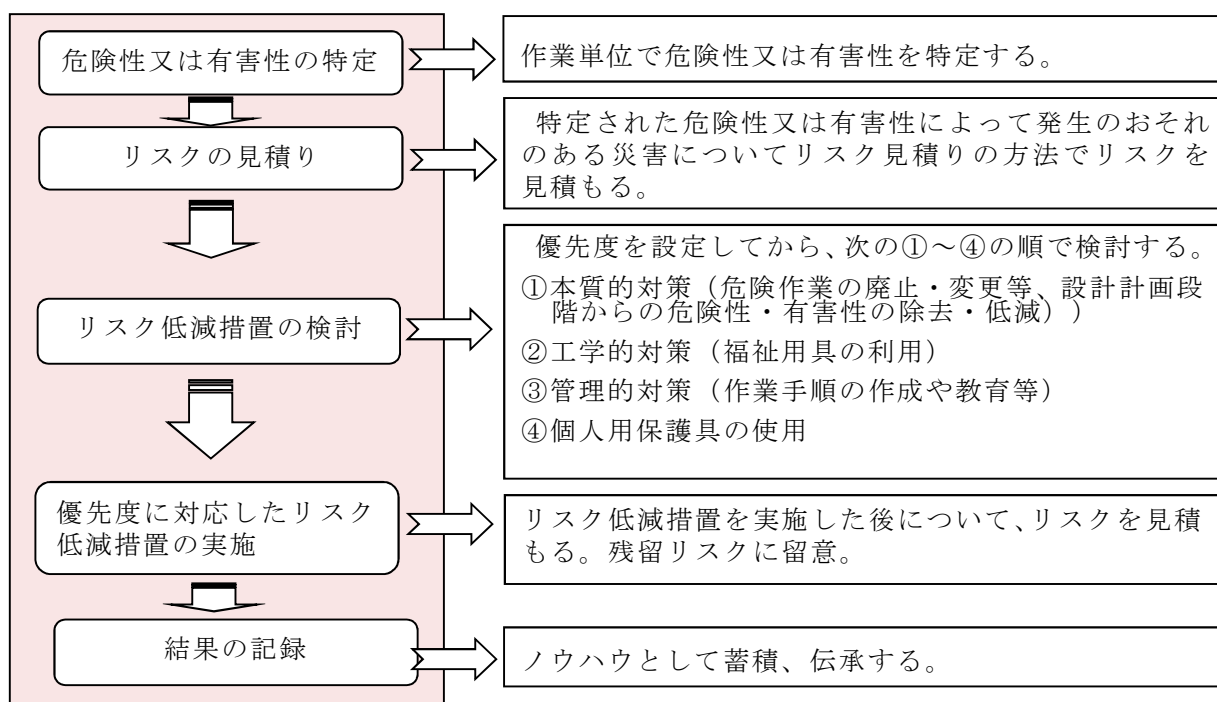 危険性又は有害性の特定
作業単位で危険性又は有害性を特定する。
リスクの見積り
特定された危険性又は有害性によって発生のおそれ
のある災害についてリスク見積りの方法でリスクを
見積もる。
リスク低減措置の検討
優先度を設定してから、次の①～④の順で検討する。
①本質的対策（危険作業の廃止・変更等、設計計画段
階からの危険性・有害性の除去・低減））
②工学的対策（福祉用具の利用）
③管理的対策（作業手順の作成や教育等）
④個人用保護具の使用
優先度に対応したリスク
低減措置の実施
リスク低減措置を実施した後について、リスクを見積
もる。残留リスクに留意。
結果の記録
ノウハウとして蓄積、伝承する。